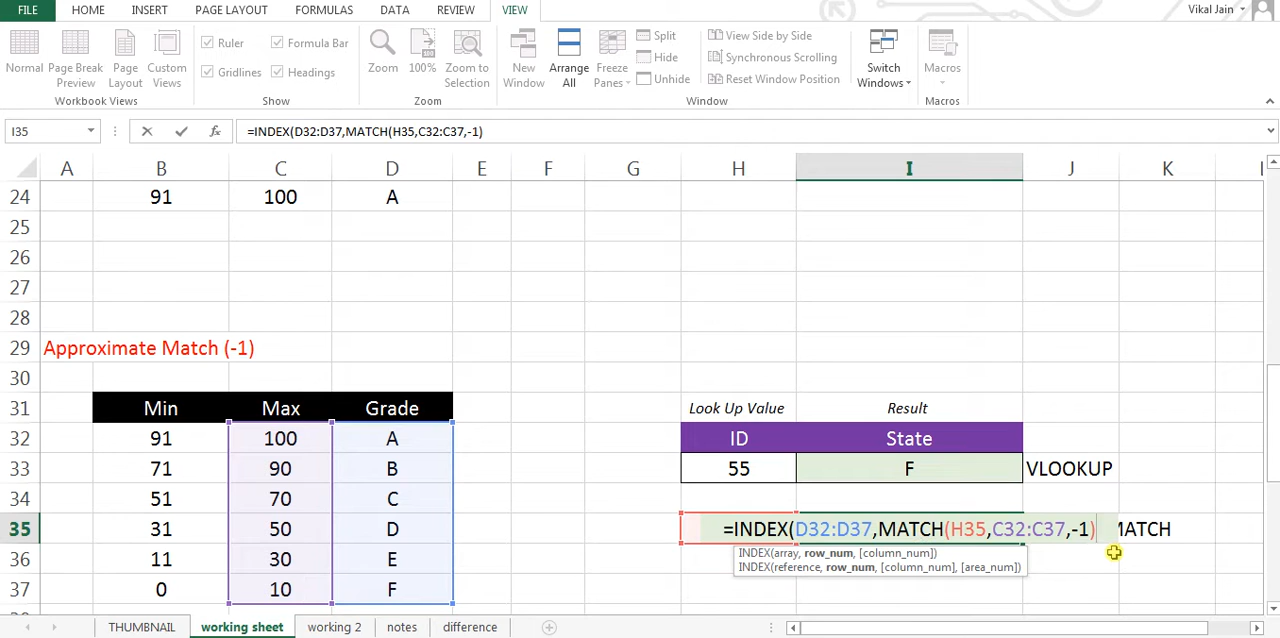 FILE HOME INSERT PAGE LAYOUT FORMULAS DATA REVIEW VIEW Vikal Jain
Normal Page Break Preview Page Layout Custom Views
Workbook Views
Ruler Formula Bar
Gridlines Headings
Show
Zoom 100% Zoom to Selection
Zoom
New Window Arrange All Freeze Panes
Split
Hide
Unhide
View Side by Side
Synchronous Scrolling
Reset Window Position
Switch Windows
Window
Macros
Macros
I35 fx =INDEX(D32:D37,MATCH(H35,C32:C37,-1)
A B C D E F G H I J K
24 91 100 A
25
26
27
28
29 Approximate Match (-1)
30
31 Min Max Grade Look Up Value Result
32 91 100 A ID State
33 71 90 B 55 F VLOOKUP
34 51 70 C
35 31 50 D =INDEX(D32:D37,MATCH(H35,C32:C37,-1) MATCH
INDEX(array, row_num, [column_num])
36 11 30 E
INDEX(reference, row_num, [column_num], [area_num])
37 0 10 F
THUMBNAIL working sheet working 2 notes difference